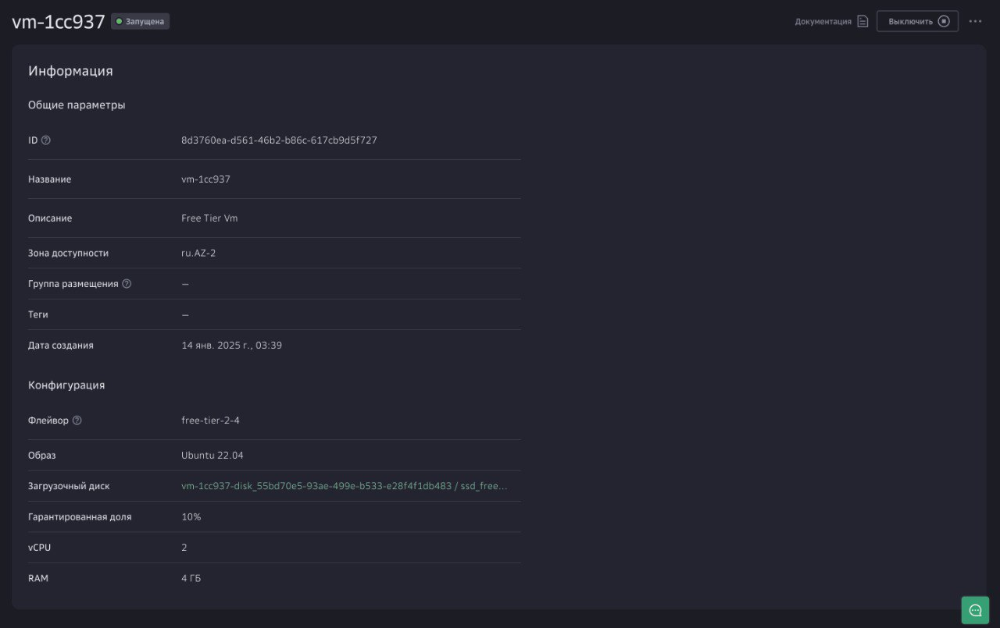 vm-1cc937 Запущена Документация Выключить
Информация
Общие параметры
ID 8d3760ea-d561-46b2-b86c-617cb9d5f727
Название vm-1cc937
Описание Free Tier Vm
Зона доступности ru.AZ-2
Группа размещения —
Теги —
Дата создания 14 янв. 2025 г., 03:39
Конфигурация
Флейвор free-tier-2-4
Образ Ubuntu 22.04
Загрузочный диск vm-1cc937-disk_55bd70e5-93ae-499e-b533-e28f4f1db483 / ssd_free...
Гарантированная доля 10%
vCPU 2
RAM 4 ГБ